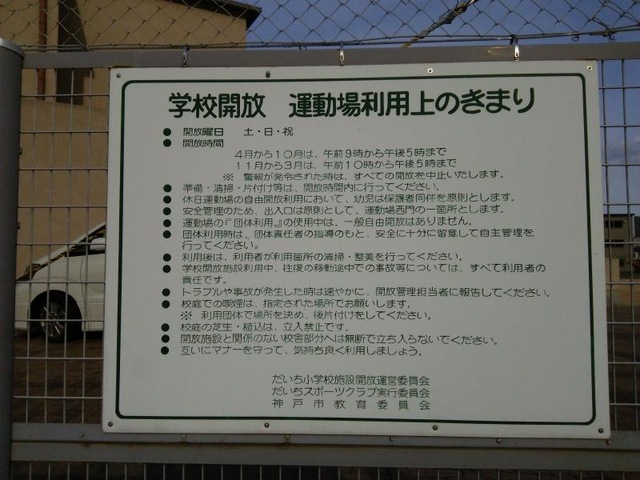 学校開放　運動場利用上のきまり
● 開放曜日　土・日・祝
● 開放時間
4月から10月は、午前9時から午後5時まで
11月から3月は、午前10時から午後5時まで
※ 警報が発令された時は、すべての開放を中止いたします。
● 準備・清掃・片付け等は、開放時間内に行ってください。
● 休日運動場の自由開放利用において、幼児は保護者同伴を原則とします。
● 安全管理のため、出入口は原則として、運動場西門の一箇所とします。
● 運動場の『団体利用』の使用中は、一般自由開放はありません。
● 団体利用時は、団体責任者の指導のもと、安全に十分に留意して自主管理を
行ってください。
● 利用後は、利用者が利用箇所の清掃・整美を行ってください。
● 学校開放施設利用中、往復の移動途中での事故等については、すべて利用者の
責任です。
● トラブルや事故が発生した時は速やかに、開放管理担当者に報告してください。
● 校庭での喫煙は、指定された場所でお願いします。
※ 利用団体で場所を決め、後片付けをしてください。
● 校庭の芝生・植込は、立入禁止です。
● 開放施設と関係のない校舎部分へは無断で立ち入らないでください。
● 互いにマナーを守って、気持ち良く利用しましょう。
だいち小学校施設開放運営委員会
だいちスポーツクラブ実行委員会
神戸市教育委員会